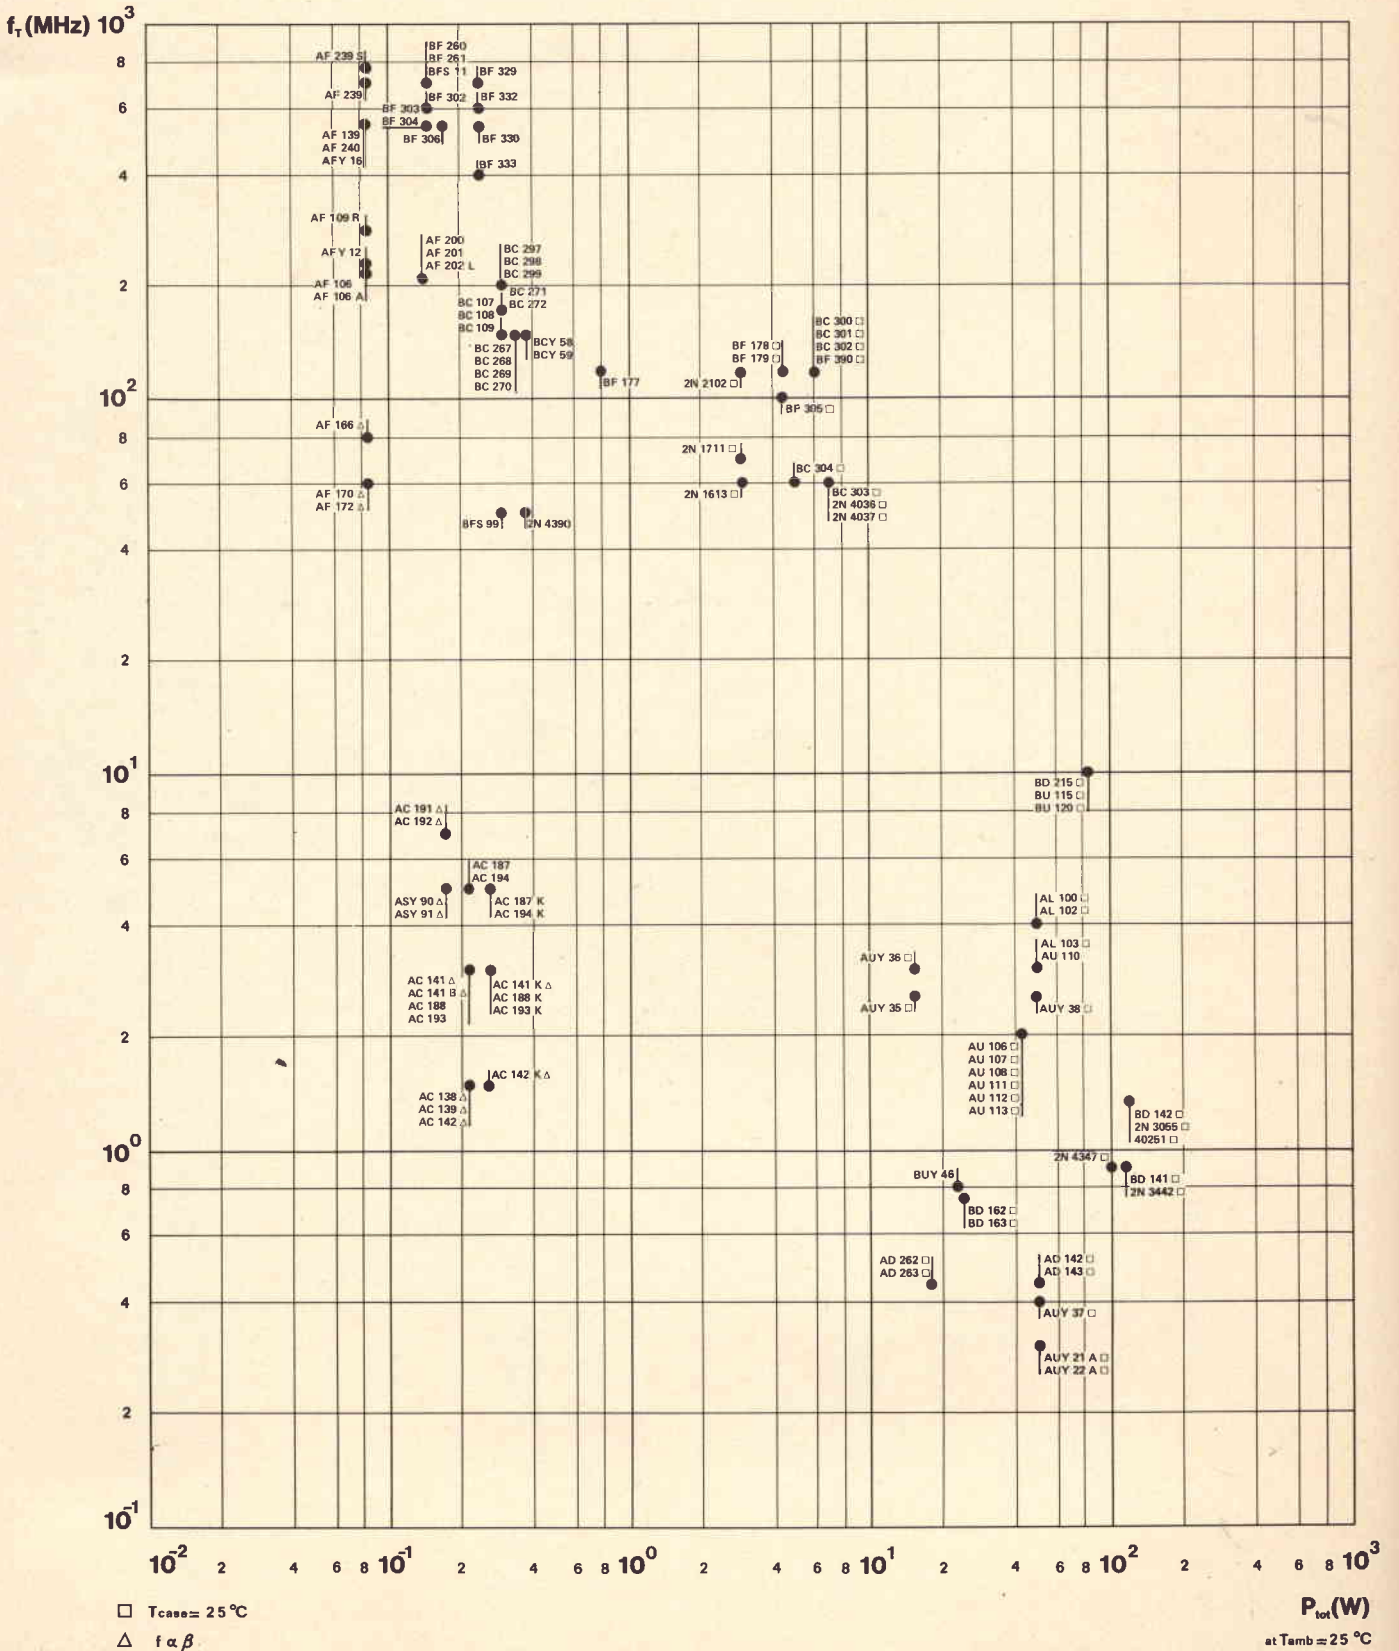 fT (MHz) 10³
8
6
4
2
10²
8
6
4
2
10¹
8
6
4
2
10⁰
8
6
4
2
10⁻¹
AF 239 S
AF 239
AF 139
AF 240
AFY 16
BF 260
BF 261
BFS 11
BF 302
BF 303
BF 304
BF 306
BF 329
BF 332
BF 330
BF 333
AF 109 R
AFY 12
AF 106
AF 106 A
AF 200
AF 201
AF 202 L
BC 297
BC 298
BC 299
BC 271
BC 272
BC 107
BC 108
BC 109
BC 267
BC 268
BC 269
BC 270
BCY 58
BCY 59
BF 177
2N 2102 □
BF 178 □
BF 179 □
BC 300 □
BC 301 □
BC 302 □
BF 390 □
BF 305 □
AF 166 △
AF 170 △
AF 172 △
BFS 99
2N 4390
2N 1711 □
2N 1613 □
BC 304 □
BC 303 □
2N 4036 □
2N 4037 □
BD 215 □
BU 115 □
BU 120 □
AC 191 △
AC 192 △
AC 187
AC 194
ASY 90 △
ASY 91 △
AC 187 K
AC 194 K
AL 100 □
AL 102 □
AL 103 □
AU 110
AUY 36 □
AUY 35 □
AUY 38 □
AC 141 △
AC 141 B △
AC 188
AC 193
AC 141 K △
AC 188 K
AC 193 K
AU 106 □
AU 107 □
AU 108 □
AU 111 □
AU 112 □
AU 113 □
AC 142 K △
AC 138 △
AC 139 △
AC 142 △
BD 142 □
2N 3055 □
40251 □
2N 4347 □
BD 141 □
2N 3442 □
BUY 46
BD 162 □
BD 163 □
AD 262 □
AD 263 □
AD 142 □
AD 143 □
AUY 37 □
AUY 21 A □
AUY 22 A □
10⁻² 2 4 6 8 10⁻¹ 2 4 6 8 10⁰ 2 4 6 8 10¹ 2 4 6 8 10² 2 4 6 8 10³
□ Tcase = 25 °C
△ f α β
Ptot (W)
at Tamb = 25 °C